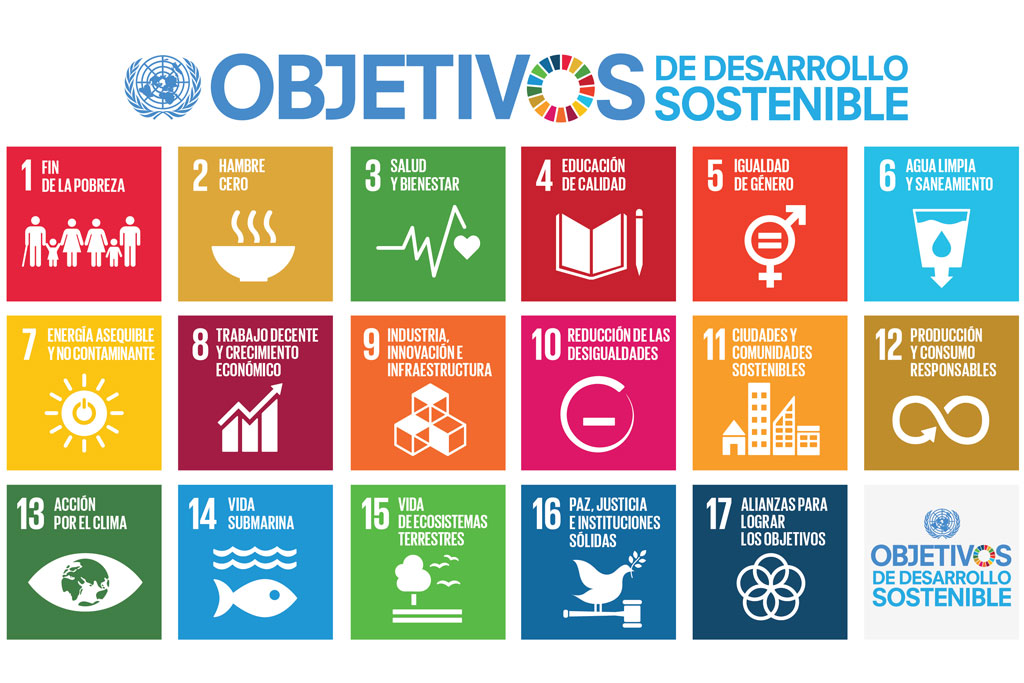 OBJETIVOS
DE DESARROLLO
SOSTENIBLE
1 FIN
DE LA POBREZA
2 HAMBRE
CERO
3 SALUD
Y BIENESTAR
4 EDUCACIÓN
DE CALIDAD
5 IGUALDAD
DE GÉNERO
6 AGUA LIMPIA
Y SANEAMIENTO
7 ENERGÍA ASEQUIBLE
Y NO CONTAMINANTE
8 TRABAJO DECENTE
Y CRECIMIENTO
ECONÓMICO
9 INDUSTRIA,
INNOVACIÓN E
INFRAESTRUCTURA
10 REDUCCIÓN DE LAS
DESIGUALDADES
11 CIUDADES Y
COMUNIDADES
SOSTENIBLES
12 PRODUCCIÓN
Y CONSUMO
RESPONSABLES
13 ACCIÓN
POR EL CLIMA
14 VIDA
SUBMARINA
15 VIDA
DE ECOSISTEMAS
TERRESTRES
16 PAZ, JUSTICIA
E INSTITUCIONES
SÓLIDAS
17 ALIANZAS PARA
LOGRAR
LOS OBJETIVOS
OBJETIVOS
DE DESARROLLO
SOSTENIBLE